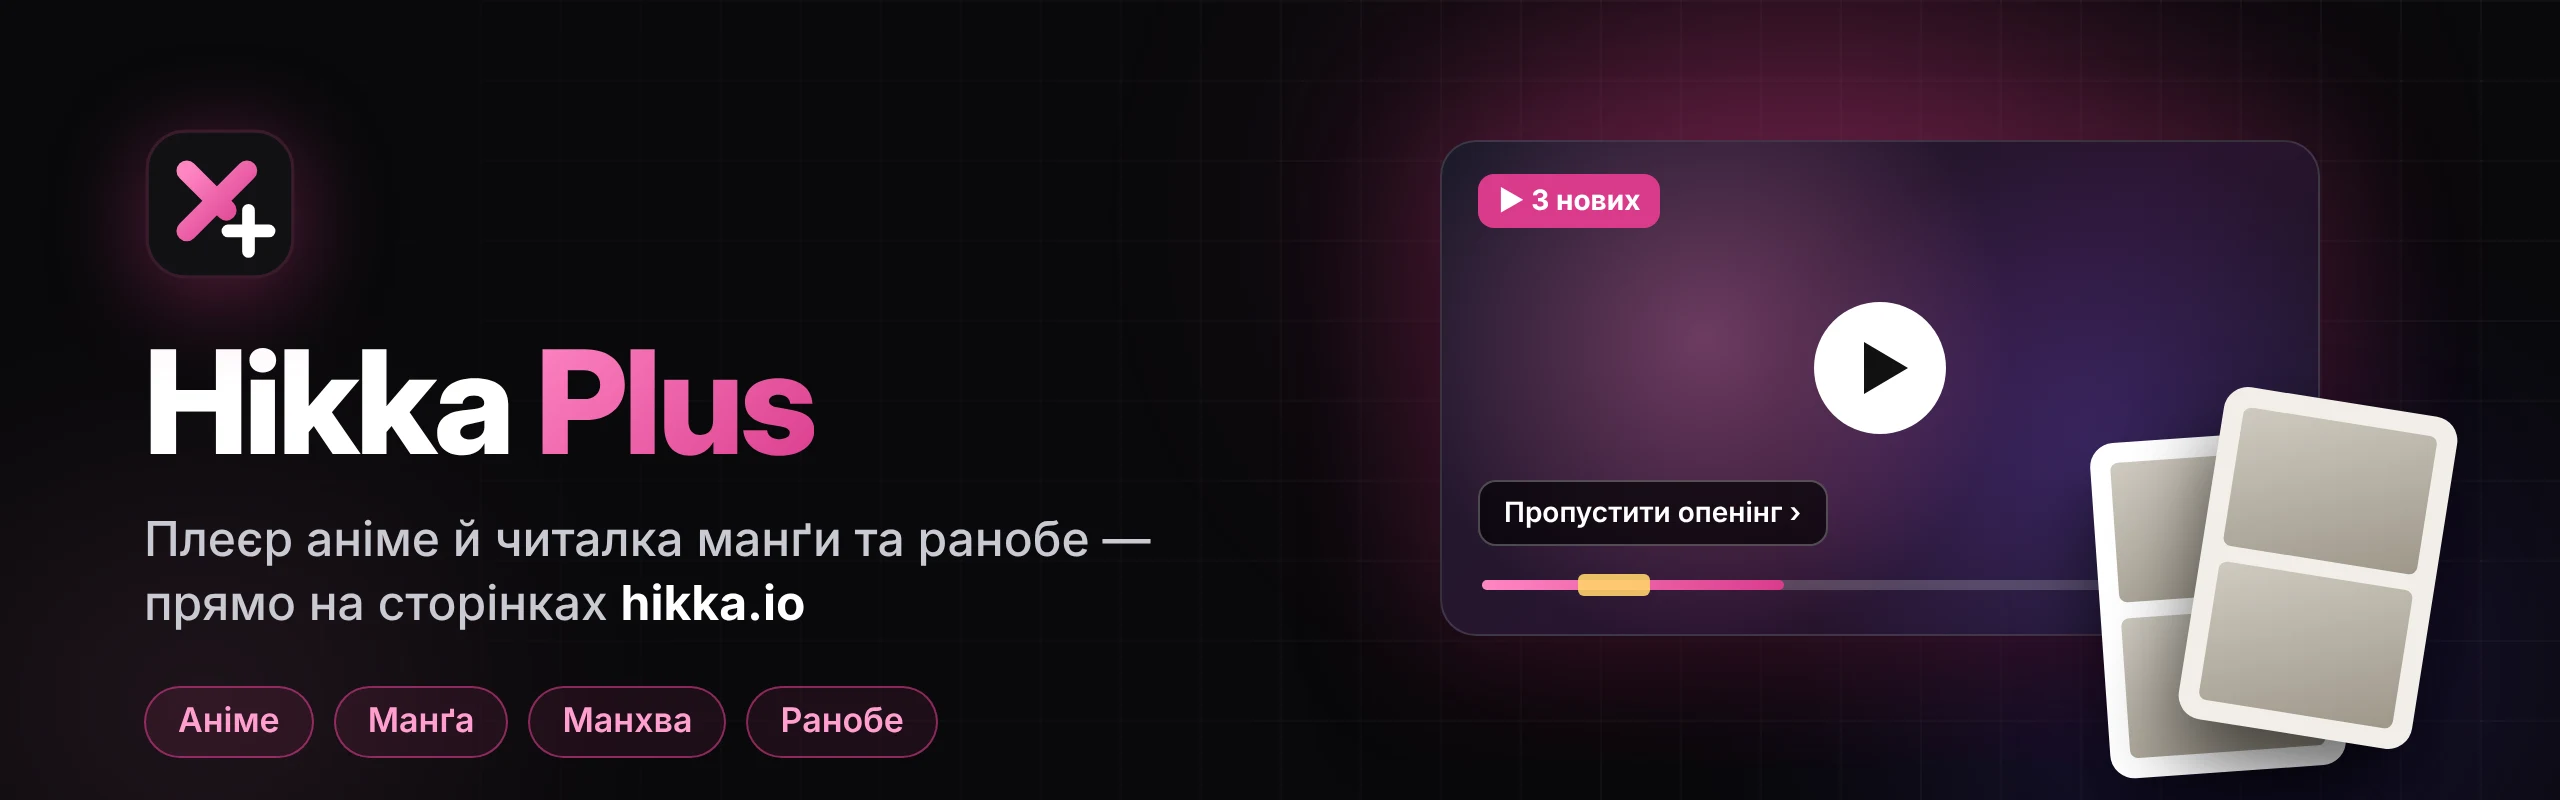 Hikka Plus
Плеєр аніме й читалка манґи та ранобе —
прямо на сторінках hikka.io
Аніме
Манґа
Манхва
Ранобе
3 нових
Пропустити опенінг ›